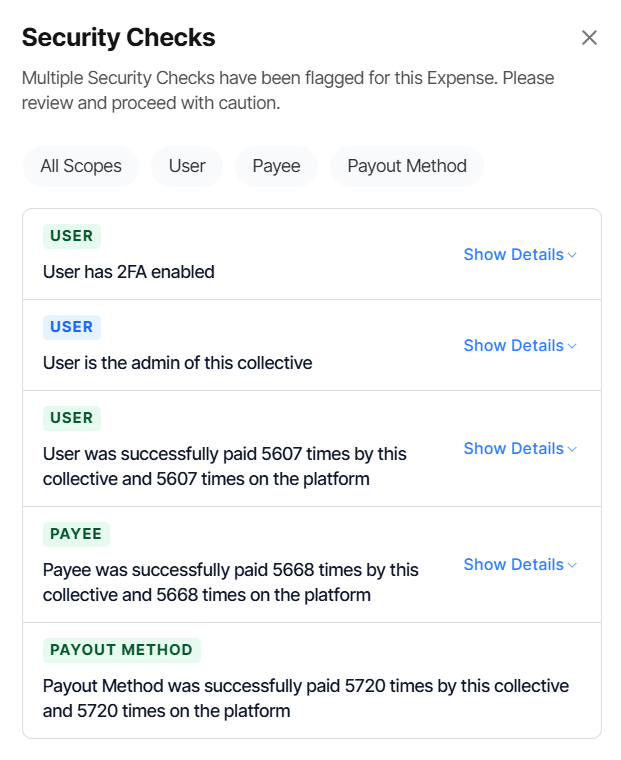 Security Checks
Multiple Security Checks have been flagged for this Expense. Please
review and proceed with caution.
All Scopes
User
Payee
Payout Method
USER
User has 2FA enabled
Show Details
USER
User is the admin of this collective
Show Details
USER
User was successfully paid 5607 times by this
collective and 5607 times on the platform
Show Details
PAYEE
Payee was successfully paid 5668 times by this
collective and 5668 times on the platform
Show Details
PAYOUT METHOD
Payout Method was successfully paid 5720 times by this collective
and 5720 times on the platform